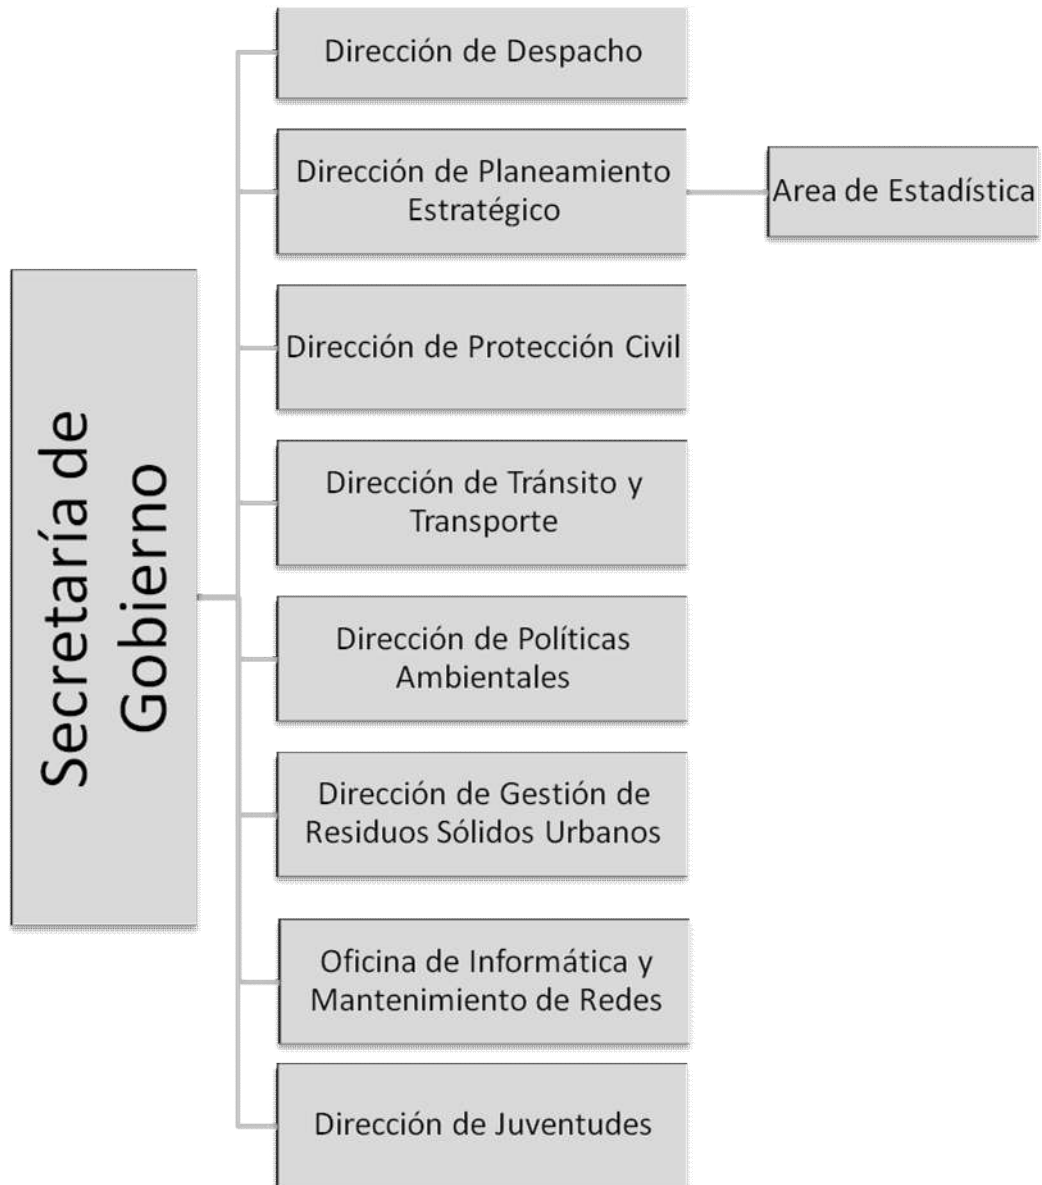 Secretaría de
Gobierno
Dirección de Despacho
Dirección de Planeamiento
Estratégico
Area de Estadística
Dirección de Protección Civil
Dirección de Tránsito y
Transporte
Dirección de Políticas
Ambientales
Dirección de Gestión de
Residuos Sólidos Urbanos
Oficina de Informática y
Mantenimiento de Redes
Dirección de Juventudes